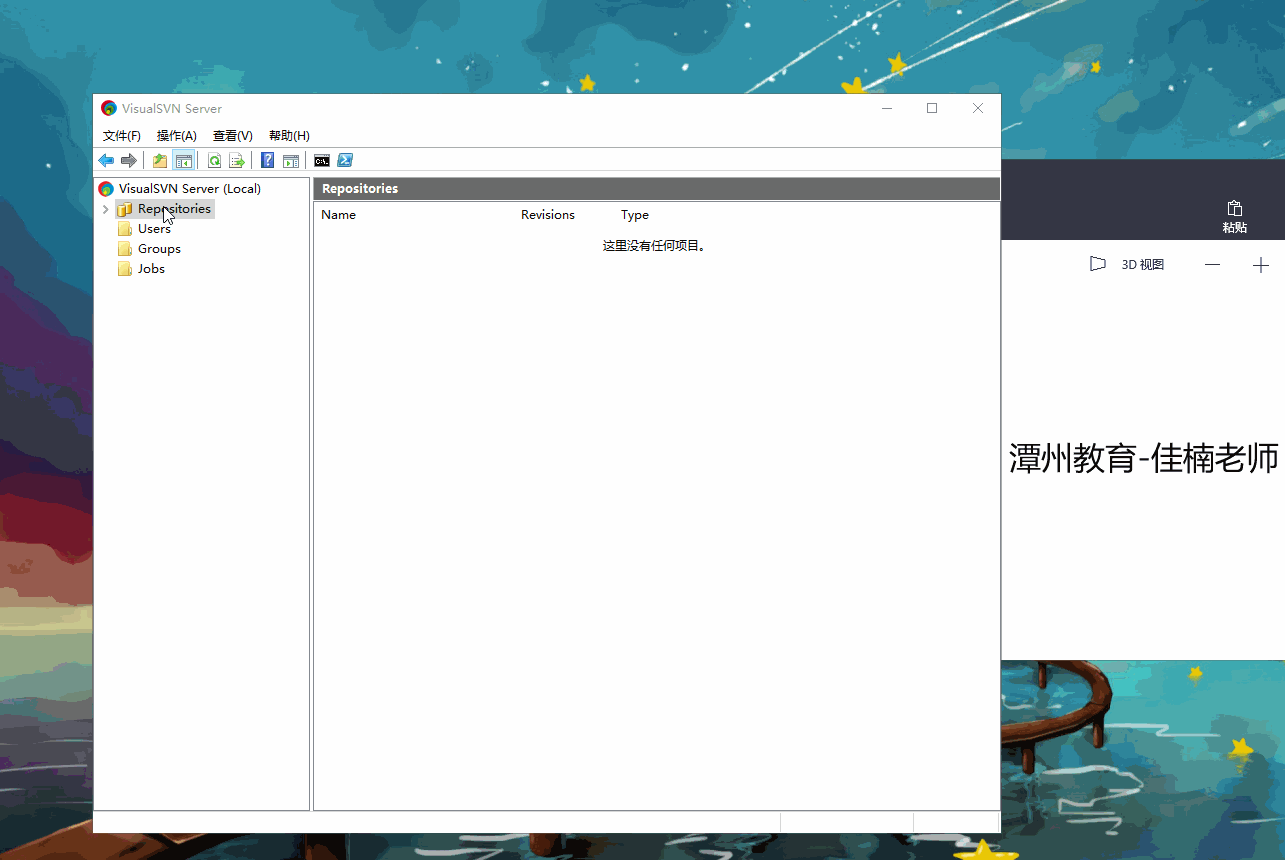 VisualSVN Server
文件(F) 操作(A) 查看(V) 帮助(H)
C:\
VisualSVN Server (Local)
Repositories
Users
Groups
Jobs
Repositories
Name Revisions Type
这里没有任何项目。
粘贴
3D 视图
潭州教育-佳楠老师